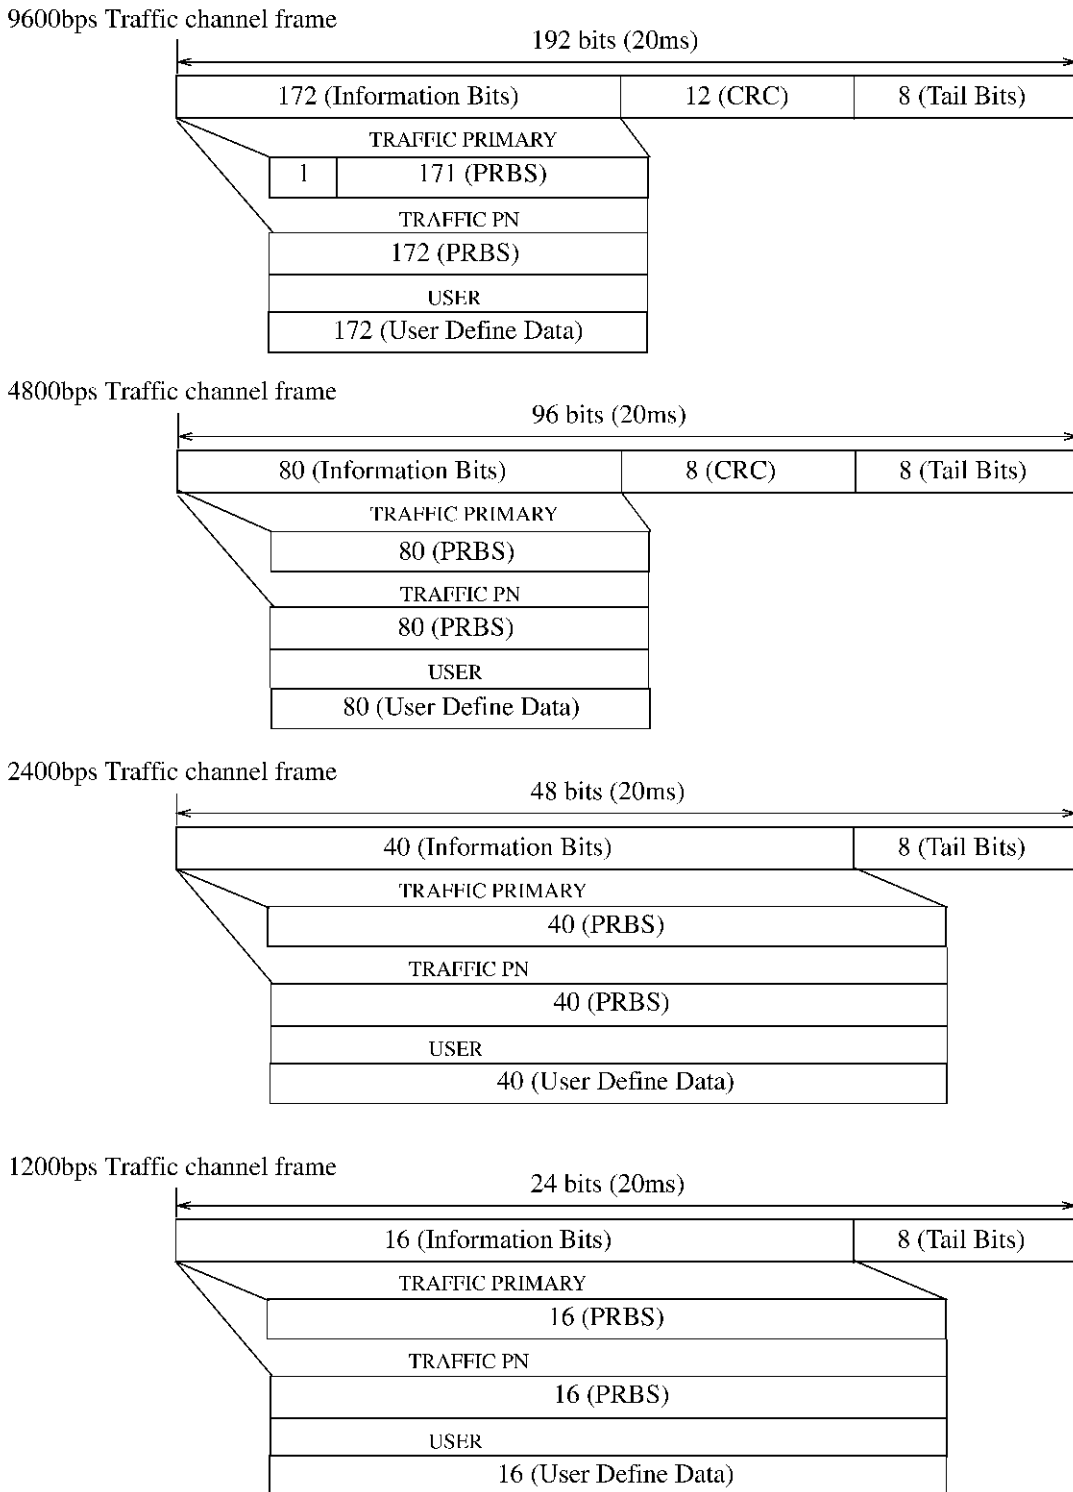 9600bps Traffic channel frame
192 bits (20ms)
172 (Information Bits) 12 (CRC) 8 (Tail Bits)
TRAFFIC PRIMARY
1 171 (PRBS)
TRAFFIC PN
172 (PRBS)
USER
172 (User Define Data)
4800bps Traffic channel frame
96 bits (20ms)
80 (Information Bits) 8 (CRC) 8 (Tail Bits)
TRAFFIC PRIMARY
80 (PRBS)
TRAFFIC PN
80 (PRBS)
USER
80 (User Define Data)
2400bps Traffic channel frame
48 bits (20ms)
40 (Information Bits) 8 (Tail Bits)
TRAFFIC PRIMARY
40 (PRBS)
TRAFFIC PN
40 (PRBS)
USER
40 (User Define Data)
1200bps Traffic channel frame
24 bits (20ms)
16 (Information Bits) 8 (Tail Bits)
TRAFFIC PRIMARY
16 (PRBS)
TRAFFIC PN
16 (PRBS)
USER
16 (User Define Data)